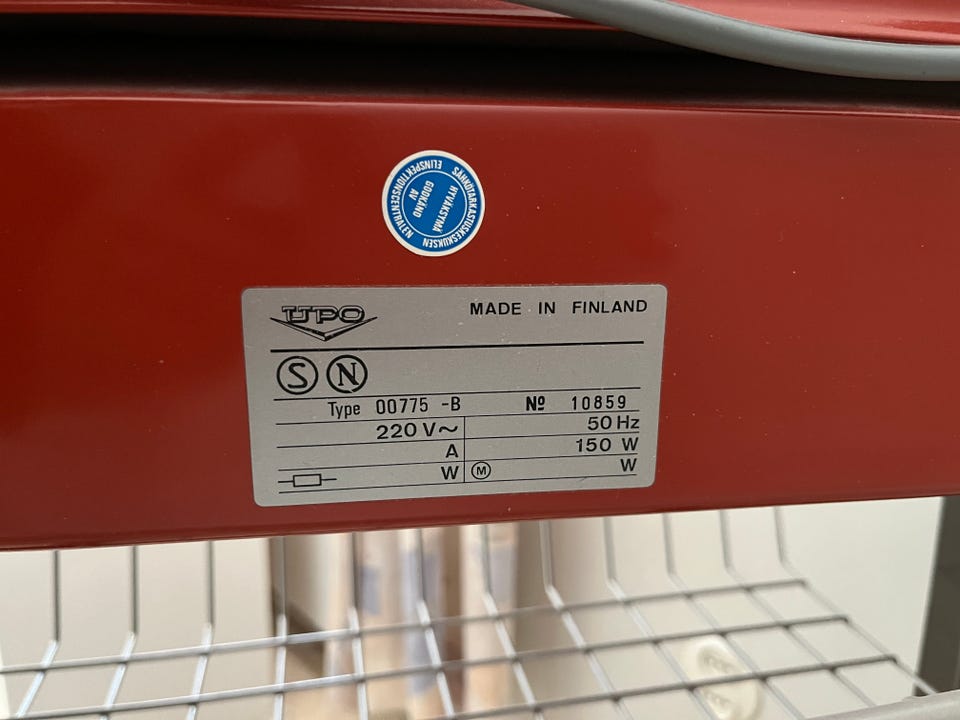 SÄHKÖTARKASTUSKESKUKSEN
HYVÄKSYMÄ
GODKÄND
AV
ELINSPEKTIONSCENTRALEN
UPO MADE IN FINLAND
S N
Type 00775 -B Nº 10859
220 V~ 50 Hz
A 150 W
W M W